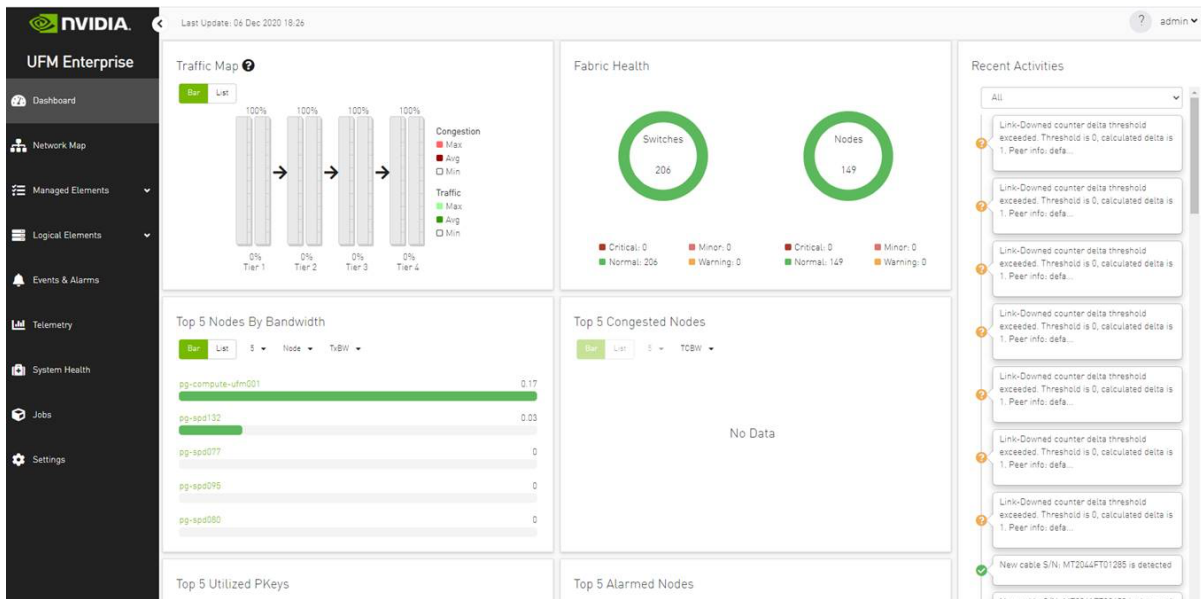 NVIDIA.
Last Update: 06 Dec 2020 18:26
? admin
UFM Enterprise
Dashboard
Network Map
Managed Elements
Logical Elements
Events & Alarms
Telemetry
System Health
Jobs
Settings
Traffic Map ?
Bar List
100% 100% 100% 100%
0% 0% 0% 0%
Tier 1 Tier 2 Tier 3 Tier 4
Congestion
Max
Avg
Min
Traffic
Max
Avg
Min
Fabric Health
Switches
206
Critical: 0 Minor: 0
Normal: 206 Warning: 0
Nodes
149
Critical: 0 Minor: 0
Normal: 149 Warning: 0
Top 5 Nodes By Bandwidth
Bar List 5 Node TxBW
pg-compute-ufm001 0.17
pg-spd132 0.03
pg-spd077 0
pg-spd095 0
pg-spd080 0
Top 5 Congested Nodes
Bar List 5 TCBW
No Data
Top 5 Utilized PKeys
Top 5 Alarmed Nodes
Recent Activities
All
Link-Downed counter delta threshold
exceeded. Threshold is 0, calculated delta is
1. Peer info: defa...
Link-Downed counter delta threshold
exceeded. Threshold is 0, calculated delta is
1. Peer info: defa...
Link-Downed counter delta threshold
exceeded. Threshold is 0, calculated delta is
1. Peer info: defa...
Link-Downed counter delta threshold
exceeded. Threshold is 0, calculated delta is
1. Peer info: defa...
Link-Downed counter delta threshold
exceeded. Threshold is 0, calculated delta is
1. Peer info: defa...
Link-Downed counter delta threshold
exceeded. Threshold is 0, calculated delta is
1. Peer info: defa...
Link-Downed counter delta threshold
exceeded. Threshold is 0, calculated delta is
1. Peer info: defa...
New cable S/N: MT2044FT01285 is detected